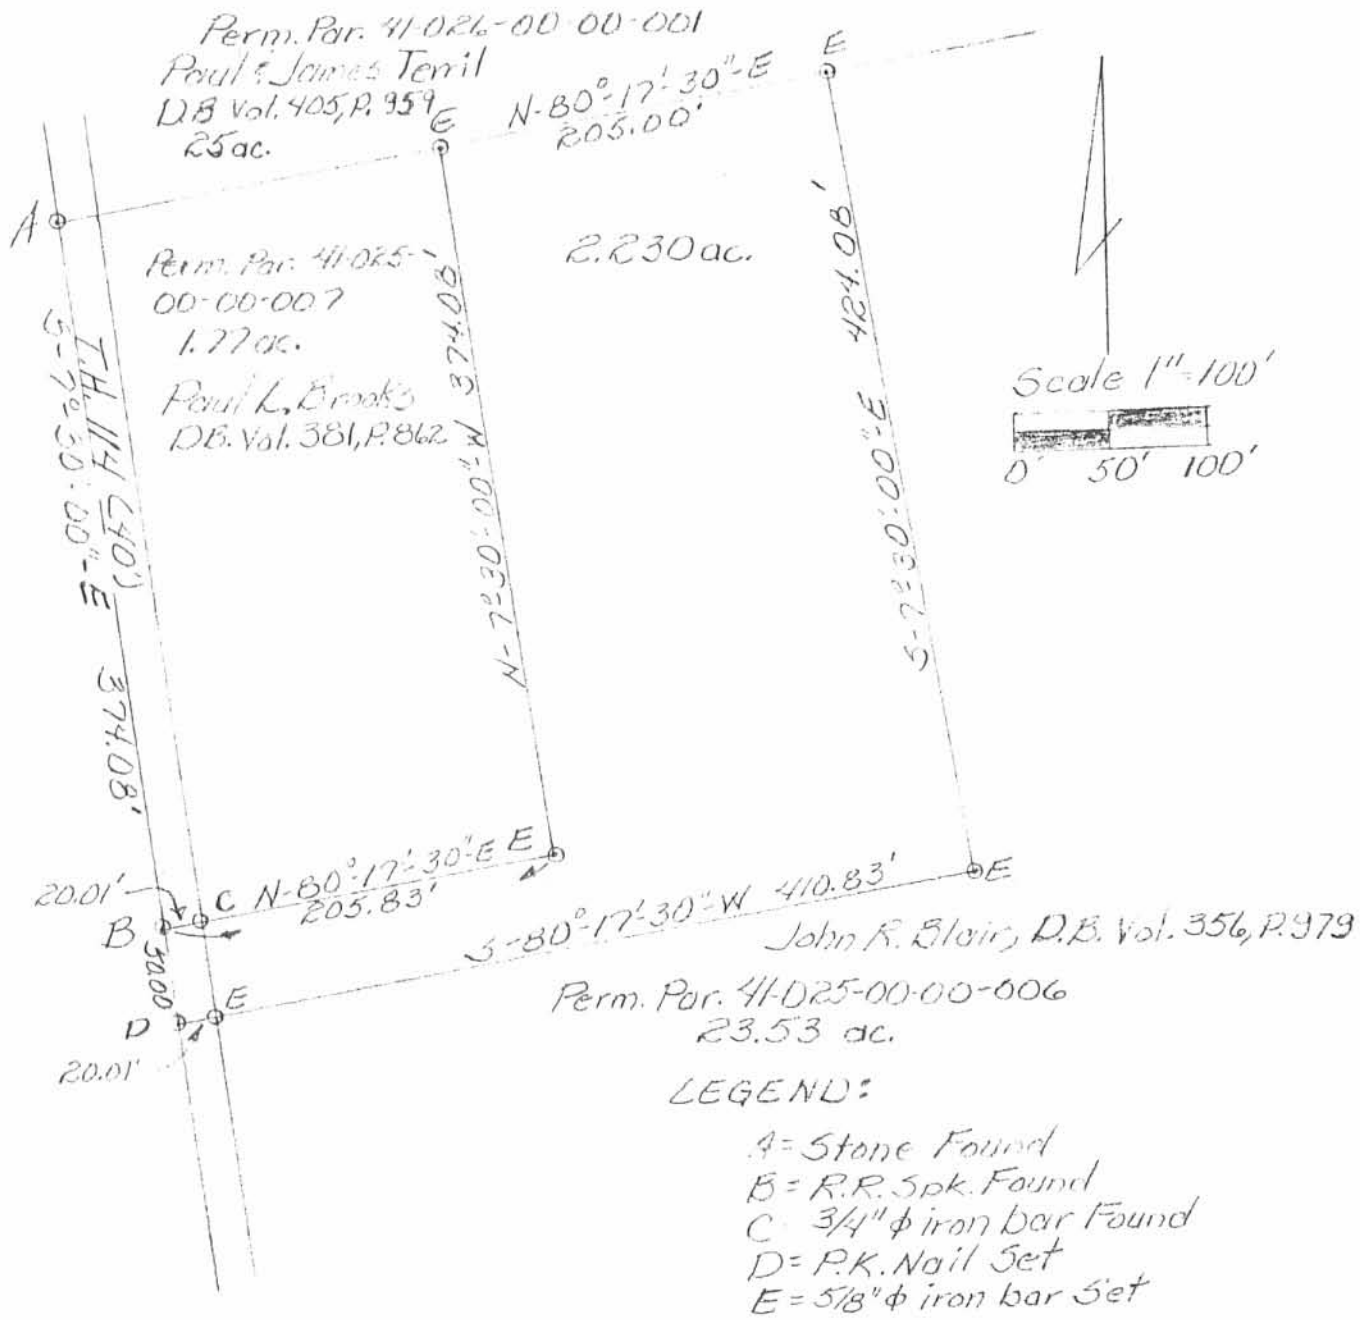 Perm. Par. 41-026-00-00-001
Paul & James Terril
D.B. Vol. 405, P. 959
25 ac.
E
N-80°-17'-30"-E
205.00'
E
A
Perm. Par. 41-025-
00-00-007
1.77 ac.
Paul L. Brooks
D.B. Vol. 381, P. 862
2.230 ac.
S-7°-30'-00"-E 374.08'
T.H. 114 (40')
N-7°-30'-00"-W 374.08'
S-7°-30'-00"-E 424.08'
Scale 1"=100'
0' 50' 100'
20.01'
B
C
N-80°-17'-30"-E
205.83'
E
S-80°-17'-30"-W 410.83'
E
50.00
D
E
20.01'
John R. Blair, D.B. Vol. 356, P. 979
Perm. Par. 41-025-00-00-006
23.53 ac.
LEGEND:
A = Stone Found
B = R.R. Spk. Found
C 3/4" ϕ iron bar Found
D = P.K. Nail Set
E = 5/8" ϕ iron bar Set